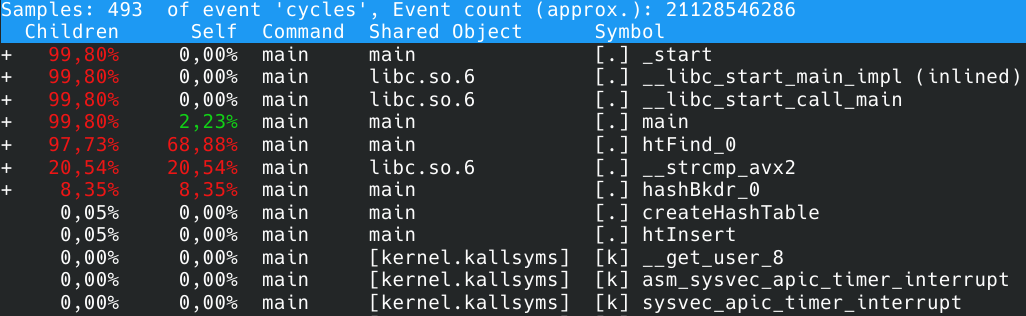 Samples: 493  of event 'cycles', Event count (approx.): 21128546286
  Children      Self  Command  Shared Object      Symbol
+   99,80%     0,00%  main     main               [.] _start
+   99,80%     0,00%  main     libc.so.6          [.] __libc_start_main_impl (inlined)
+   99,80%     0,00%  main     libc.so.6          [.] __libc_start_call_main
+   99,80%     2,23%  main     main               [.] main
+   97,73%    68,88%  main     main               [.] htFind_0
+   20,54%    20,54%  main     libc.so.6          [.] __strcmp_avx2
+    8,35%     8,35%  main     main               [.] hashBkdr_0
     0,05%     0,00%  main     main               [.] createHashTable
     0,05%     0,00%  main     main               [.] htInsert
     0,00%     0,00%  main     [kernel.kallsyms]  [k] __get_user_8
     0,00%     0,00%  main     [kernel.kallsyms]  [k] asm_sysvec_apic_timer_interrupt
     0,00%     0,00%  main     [kernel.kallsyms]  [k] sysvec_apic_timer_interrupt